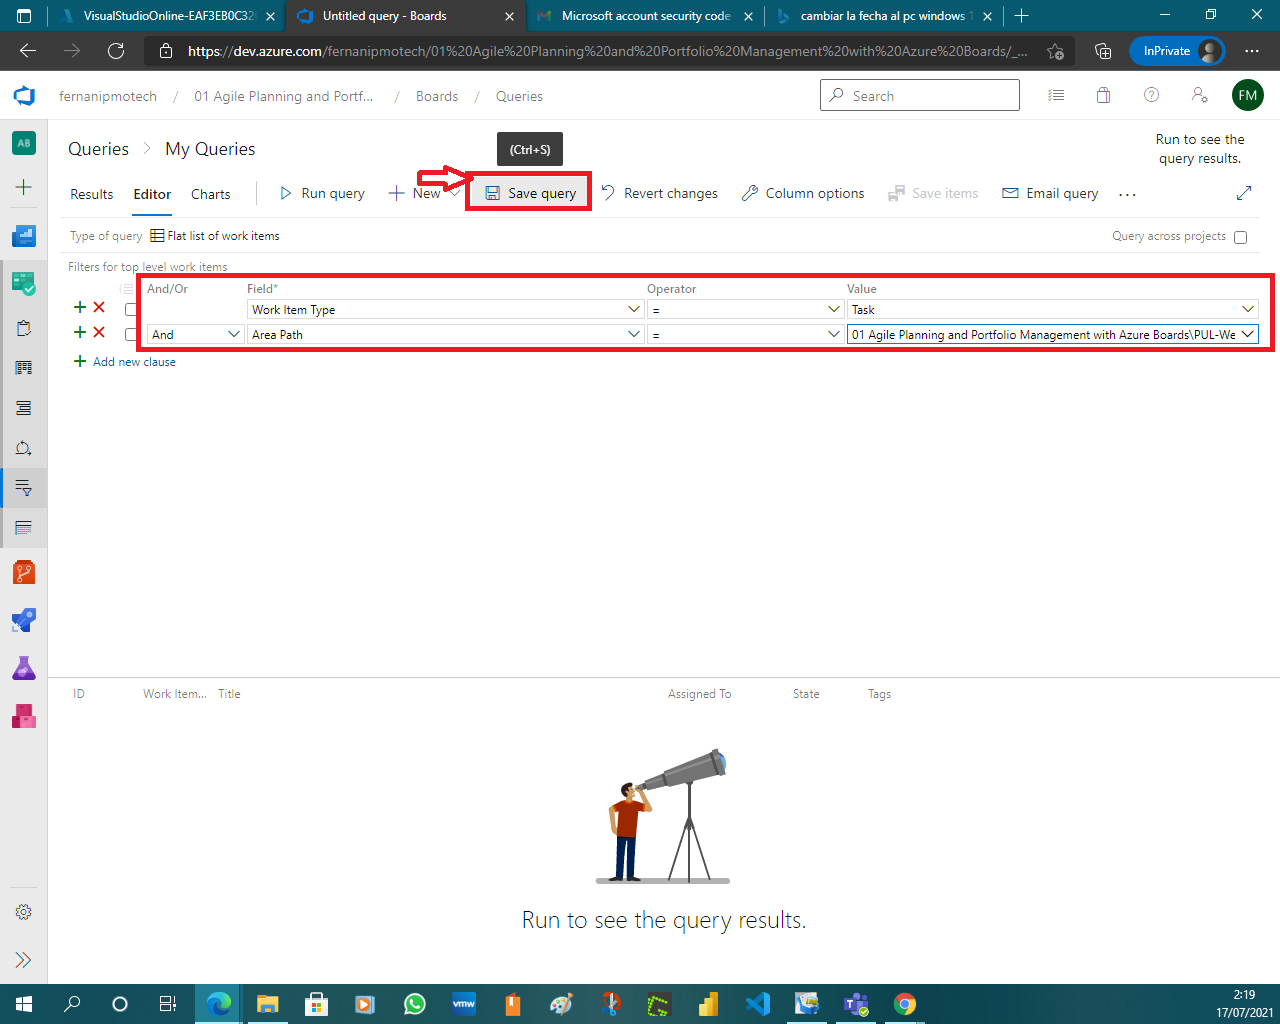 VisualStudioOnline-EAF3EB0C32
Untitled query - Boards
Microsoft account security code
cambiar la fecha al pc windows 1
https://dev.azure.com/fernanipmotech/01%20Agile%20Planning%20and%20Portfolio%20Management%20with%20Azure%20Boards/_...
InPrivate
fernanipmotech / 01 Agile Planning and Portf... / Boards / Queries
Search
FM
AB
Queries > My Queries
(Ctrl+S)
Run to see the
query results.
Results
Editor
Charts
Run query
New
Save query
Revert changes
Column options
Save items
Email query
Type of query
Flat list of work items
Query across projects
Filters for top level work items
And/Or
Field*
Operator
Value
Work Item Type
=
Task
And
Area Path
=
01 Agile Planning and Portfolio Management with Azure Boards\PUL-We
Add new clause
ID
Work Item...
Title
Assigned To
State
Tags
Run to see the query results.
vmw
2:19
17/07/2021